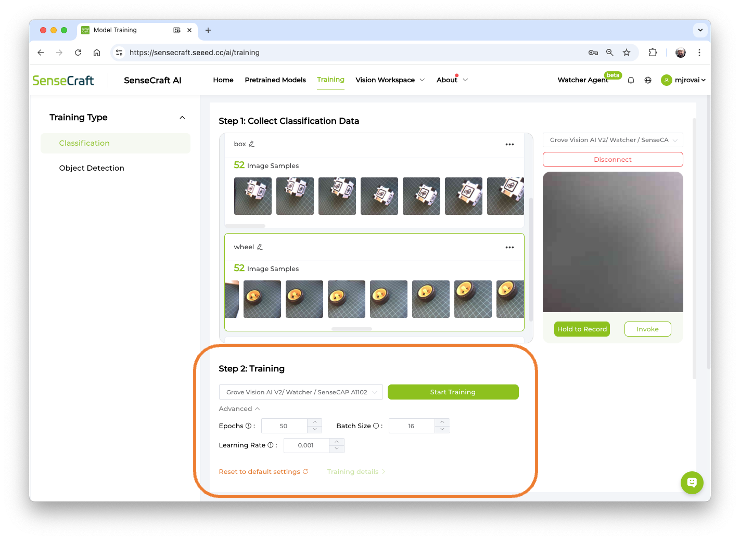 Model Training
https://sensecraft.seeed.cc/ai/training
SenseCraft
SenseCraft AI
Home
Pretrained Models
Training
Vision Workspace
About
Watcher Agent
beta
mjrovai
Training Type
Classification
Object Detection
Step 1: Collect Classification Data
box
52 Image Samples
wheel
52 Image Samples
Grove Vision AI V2/ Watcher / SenseCA
Disconnect
Hold to Record
Invoke
Step 2: Training
Grove Vision AI V2/ Watcher / SenseCAP A1102
Start Training
Advanced
Epochs : 50
Batch Size : 16
Learning Rate : 0.001
Reset to default settings
Training details